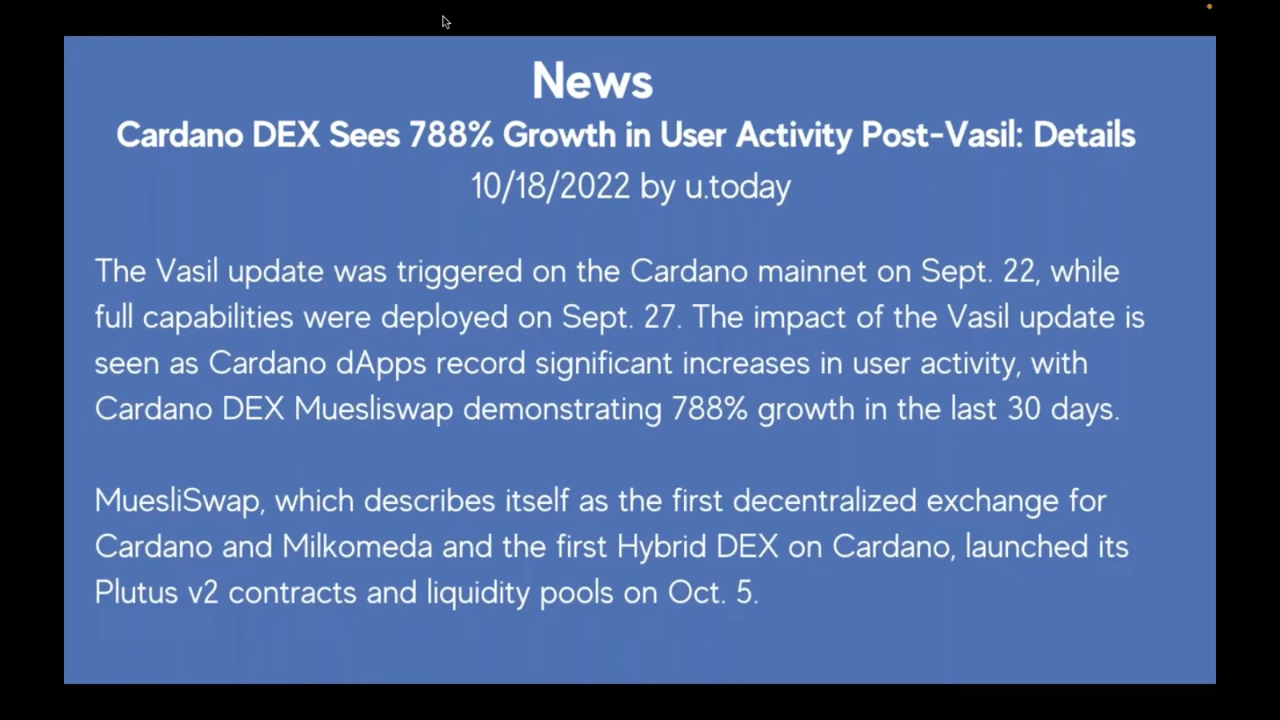 News
Cardano DEX Sees 788% Growth in User Activity Post-Vasil: Details
10/18/2022 by u.today
The Vasil update was triggered on the Cardano mainnet on Sept. 22, while
full capabilities were deployed on Sept. 27. The impact of the Vasil update is
seen as Cardano dApps record significant increases in user activity, with
Cardano DEX Muesliswap demonstrating 788% growth in the last 30 days.
MuesliSwap, which describes itself as the first decentralized exchange for
Cardano and Milkomeda and the first Hybrid DEX on Cardano, launched its
Plutus v2 contracts and liquidity pools on Oct. 5.